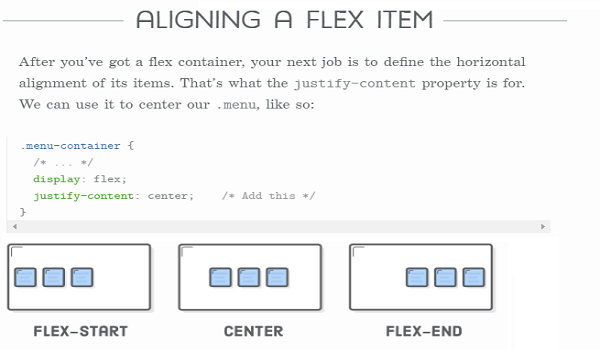 ALIGNING A FLEX ITEM
After you've got a flex container, your next job is to define the horizontal
alignment of its items. That's what the justify-content property is for.
We can use it to center our .menu, like so:
.menu-container {
/* ... */
display: flex;
justify-content: center; /* Add this */
}
FLEX-START CENTER FLEX-END